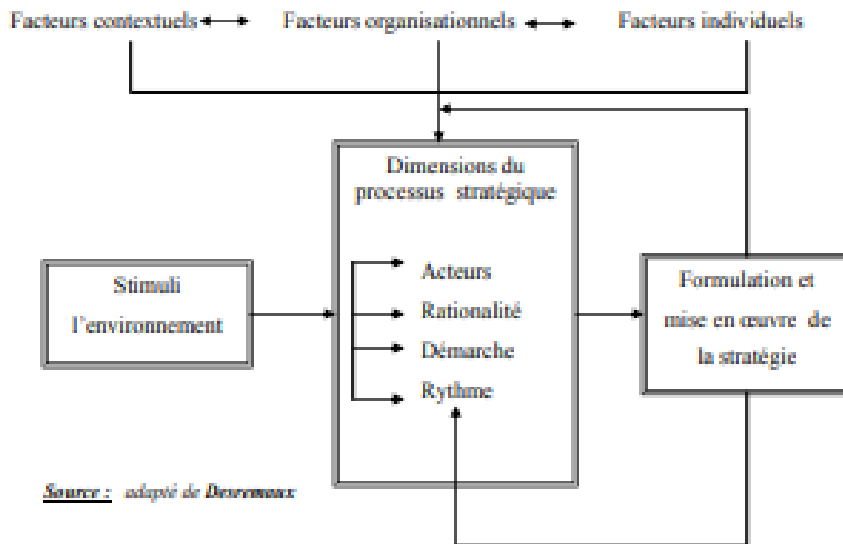 Facteurs contextuels Facteurs organisationnels Facteurs individuels
Dimensions du
processus stratégique
Acteurs
Rationalité
Démarche
Rythme
Stimuli
l'environnement
Formulation et
mise en œuvre de
la stratégie
Source : adapté de Desremaux